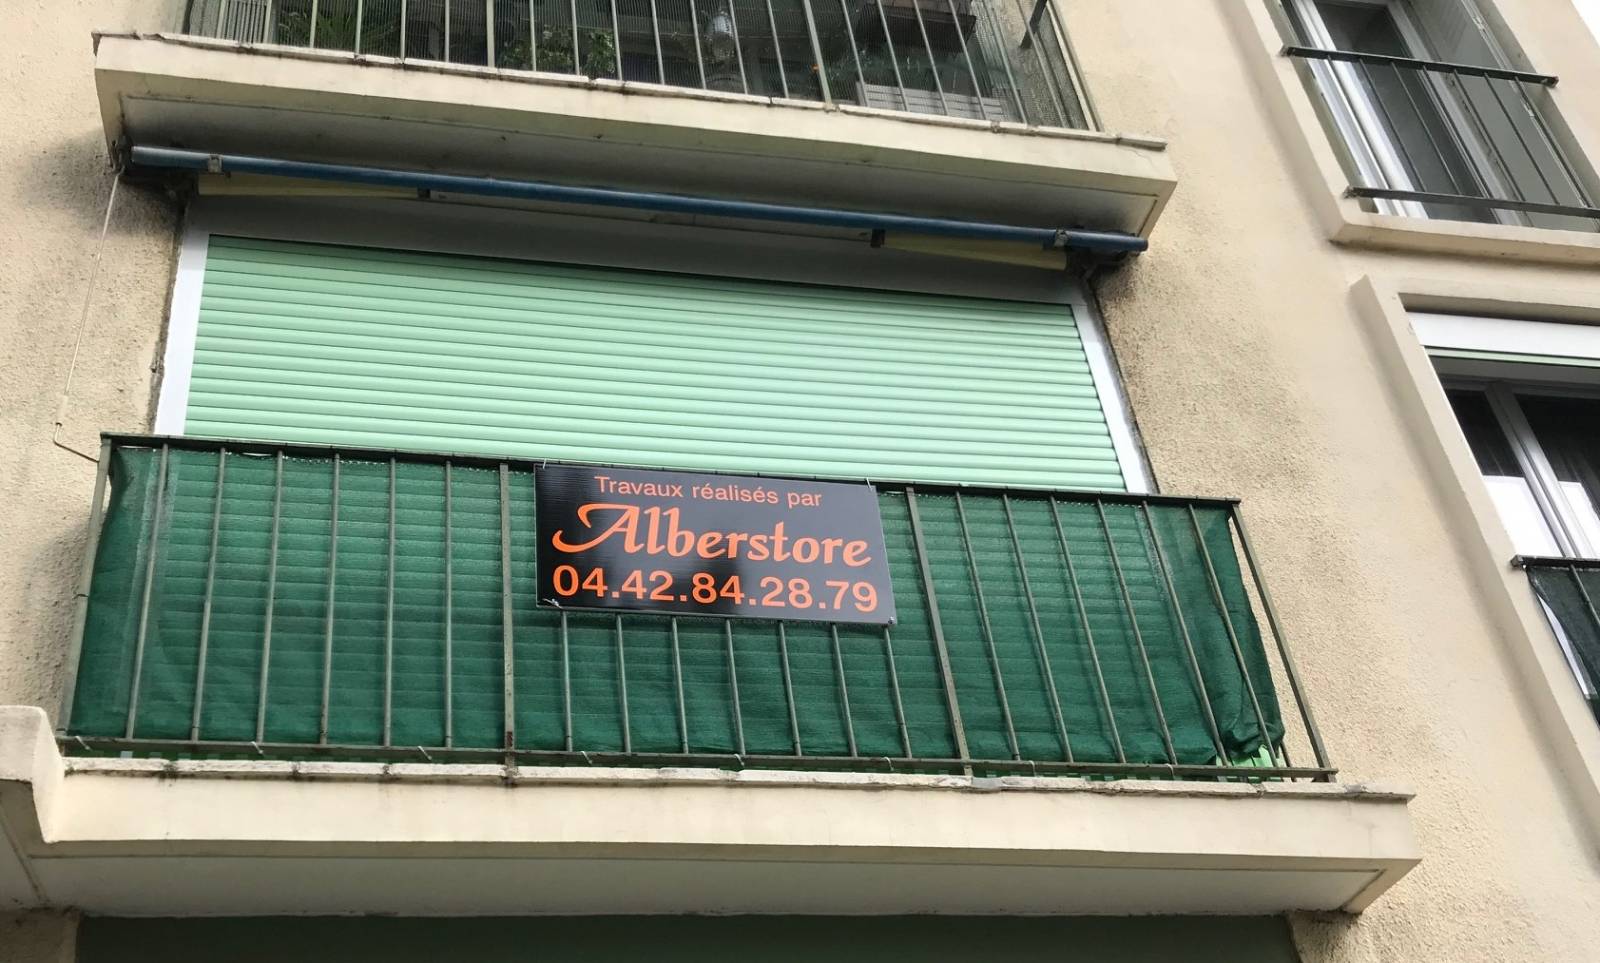 Travaux réalisés par
Alberstore
04.42.84.28.79